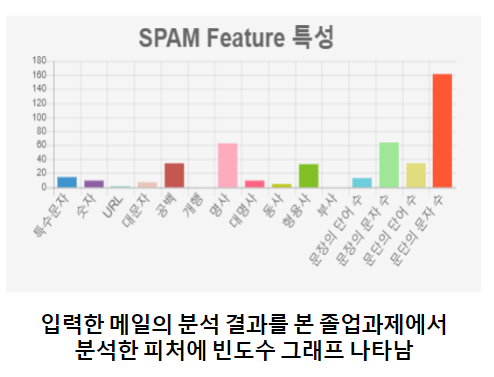 SPAM Feature 특성
180
160
140
120
100
80
60
40
20
0
특수문자
숫자
URL
대문자
공백
개행
명사
대명사
동사
형용사
부사
문장의 단어 수
문장의 문자 수
문단의 단어 수
문단의 문자 수
입력한 메일의 분석 결과를 본 졸업과제에서
분석한 피처에 빈도수 그래프 나타남